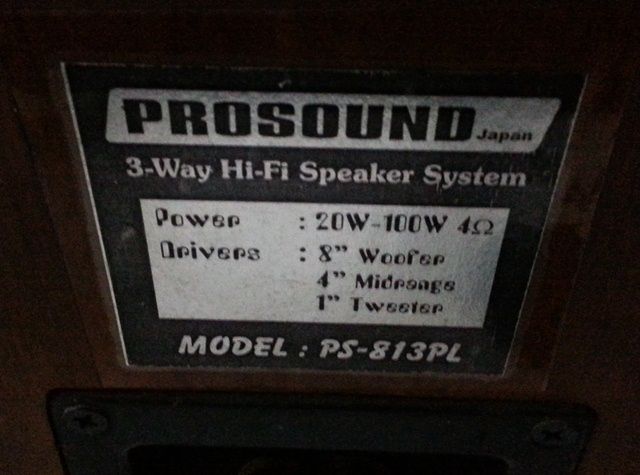 PROSOUND Japan
3-Way Hi-Fi Speaker System
Power : 20W-100W 4Ω
Drivers : 8" Woofer
4" Midrange
1" Tweeter
MODEL : PS-813PL